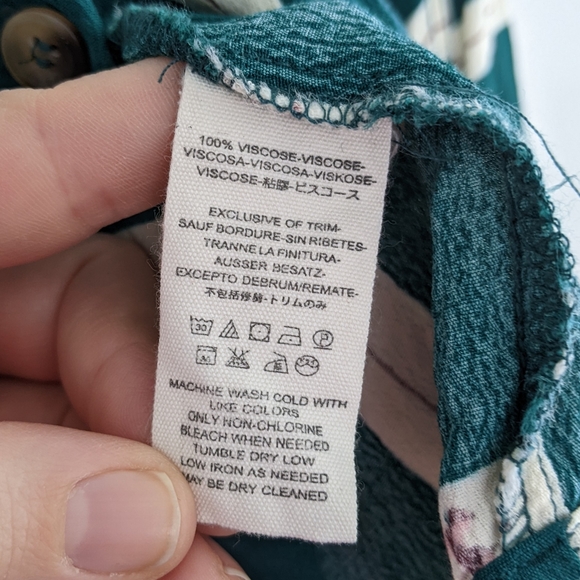 100% VISCOSE-VISCOSE-
VISCOSA-VISCOSA-VISKOSE-
VISCOSE-粘膠-ビスコース
EXCLUSIVE OF TRIM-
SAUF BORDURE-SIN RIBETES-
TRANNE LA FINITURA-
AUSSER BESATZ-
EXCEPTO DEBRUM/REMATE-
不包括修飾-トリムのみ
30 P
MACHINE WASH COLD WITH
LIKE COLORS
ONLY NON-CHLORINE
BLEACH WHEN NEEDED
TUMBLE DRY LOW
LOW IRON AS NEEDED
MAY BE DRY CLEANED